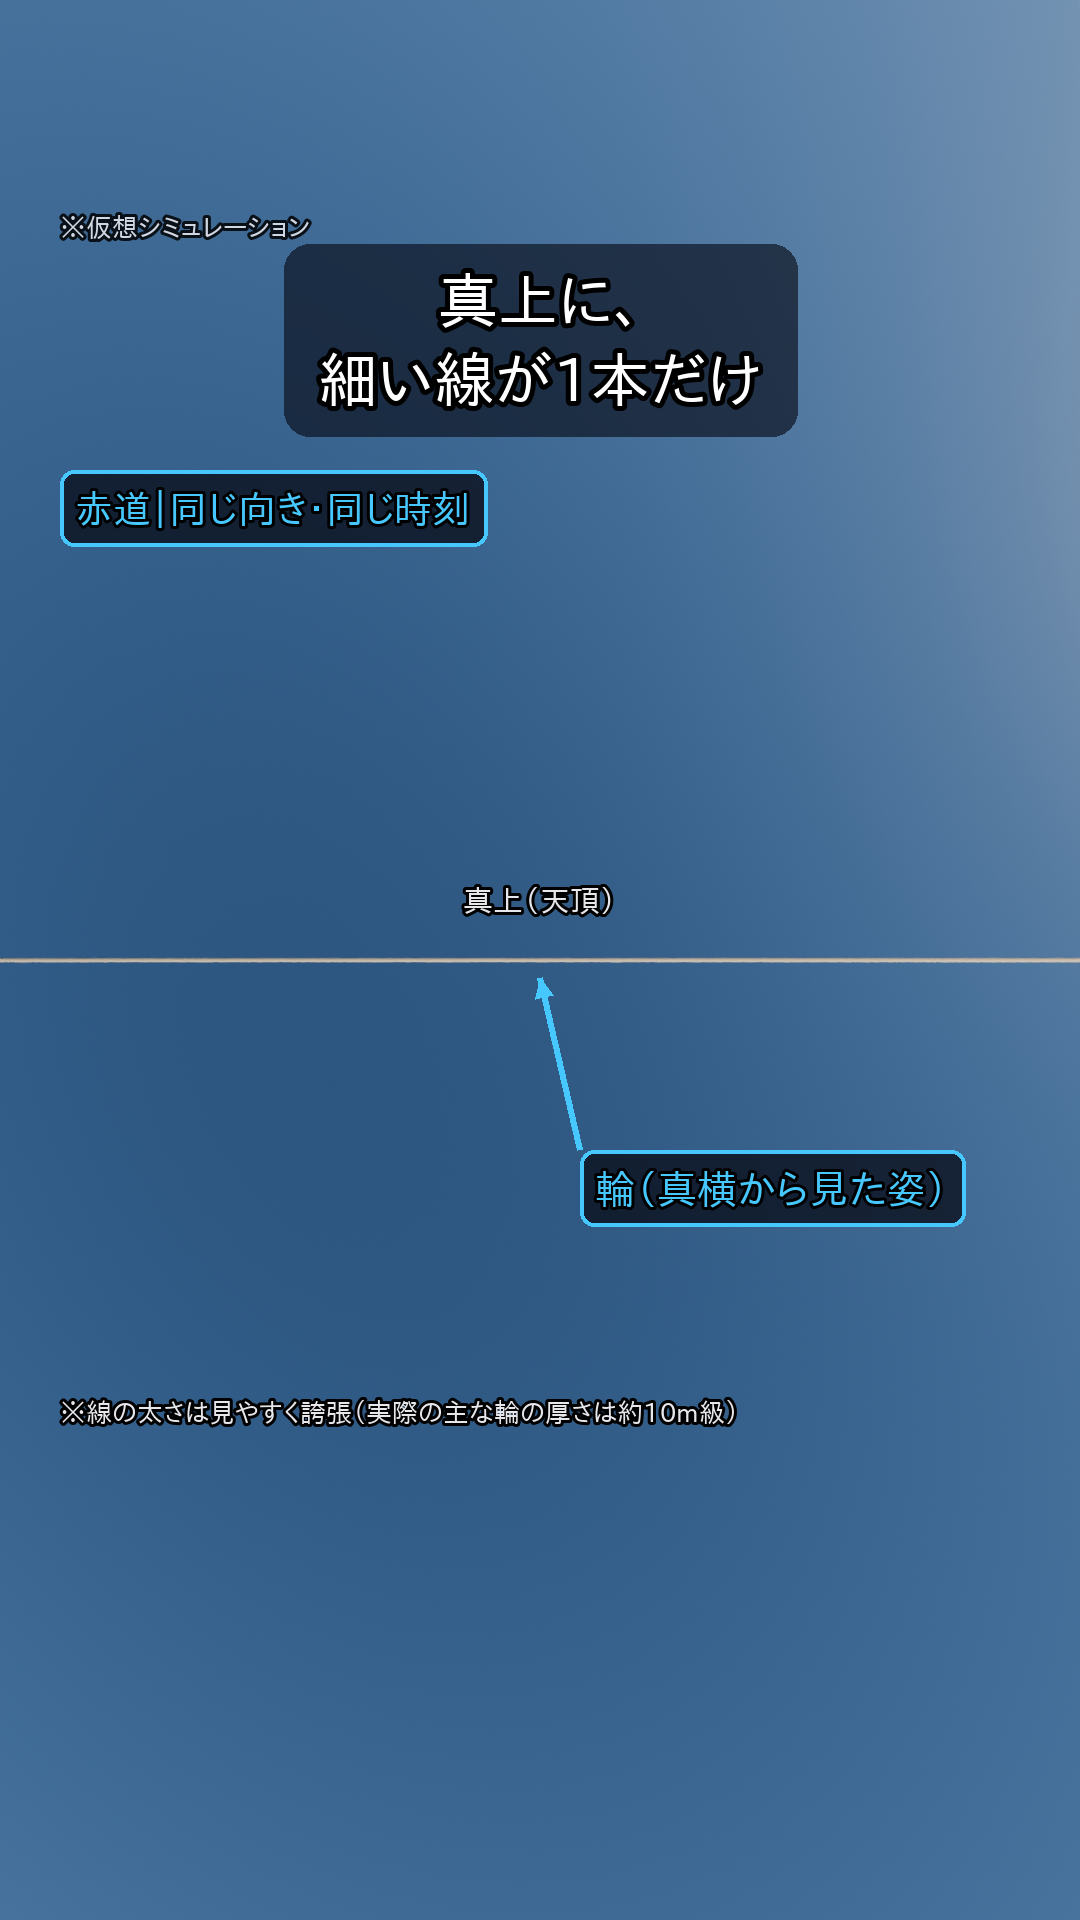 ※仮想シミュレーション
真上に、
細い線が1本だけ
赤道|同じ向き・同じ時刻
真上(天頂)
輪(真横から見た姿)
※線の太さは見やすく誇張(実際の主な輪の厚さは約10m級)